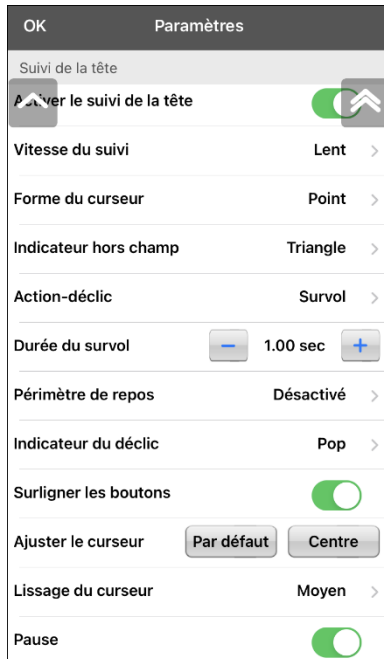 OK Paramètres
Suivi de la tête
Activer le suivi de la tête
Vitesse du suivi Lent
Forme du curseur Point
Indicateur hors champ Triangle
Action-déclic Survol
Durée du survol − 1.00 sec +
Périmètre de repos Désactivé
Indicateur du déclic Pop
Surligner les boutons
Ajuster le curseur Par défaut Centre
Lissage du curseur Moyen
Pause